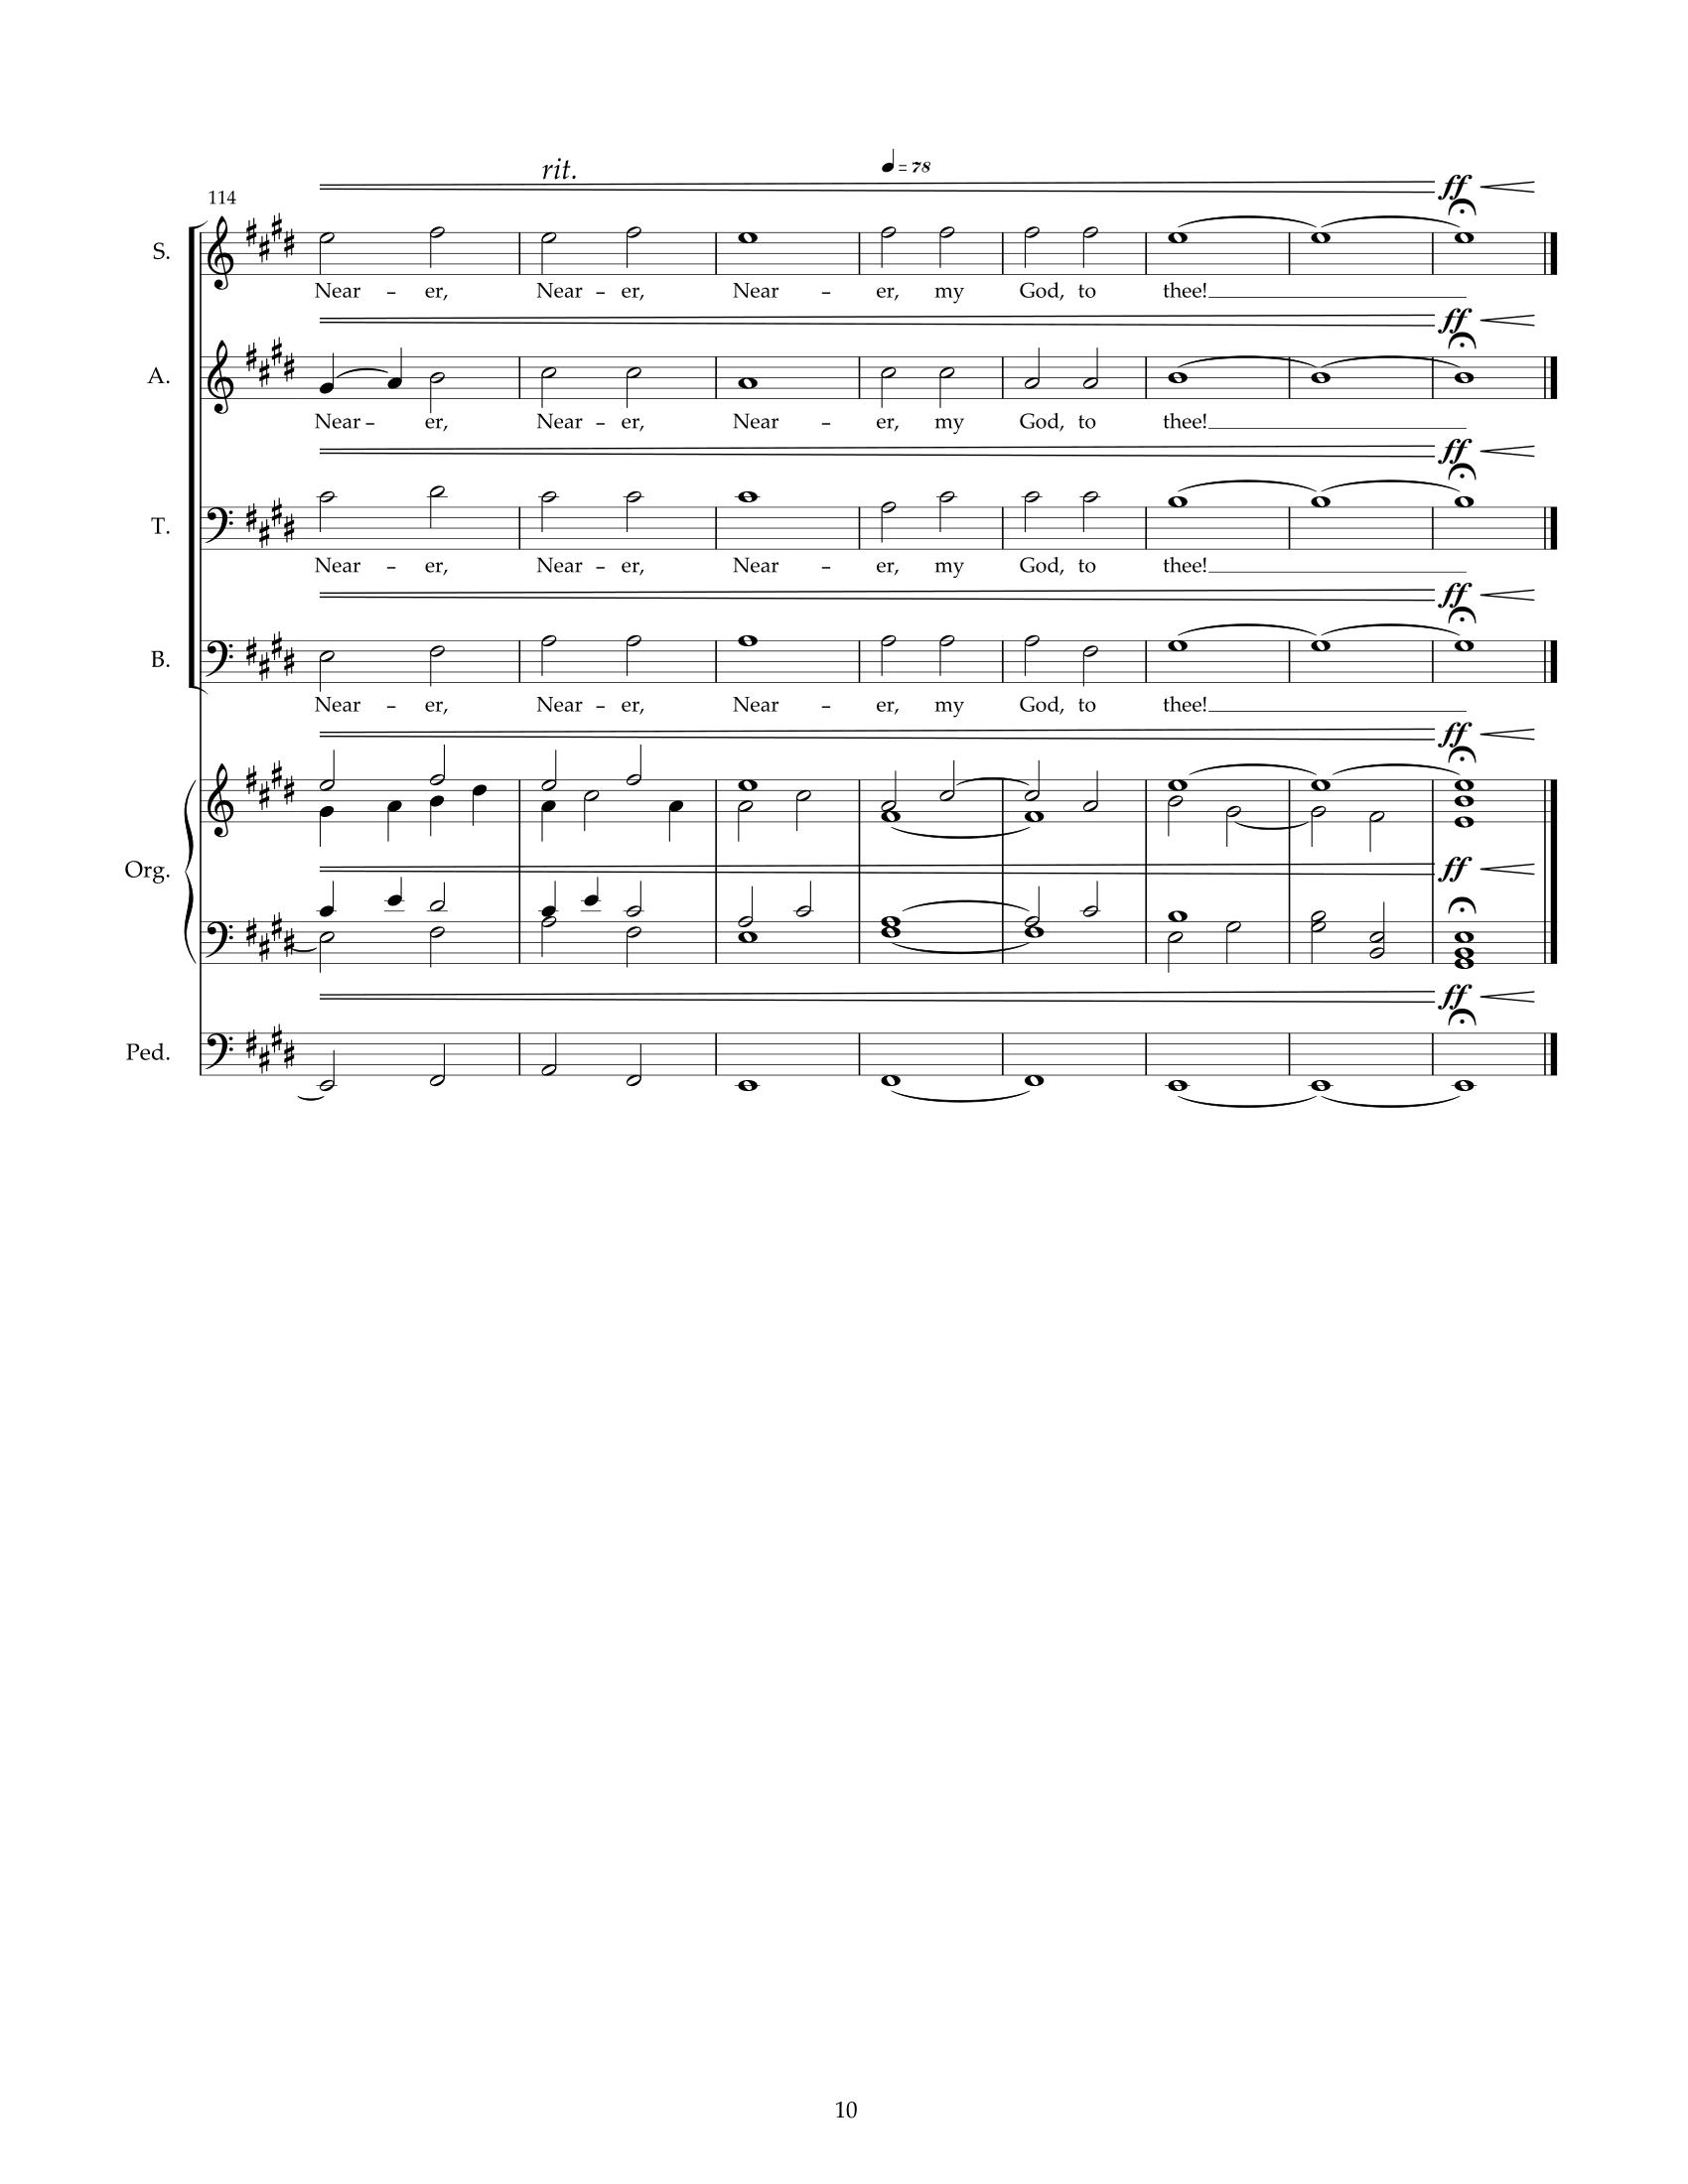 rit.
♩ = 78
114
ff
S.
Near - er, Near - er, Near - er, my God, to thee!
ff
A.
Near - er, Near - er, Near - er, my God, to thee!
ff
T.
Near - er, Near - er, Near - er, my God, to thee!
ff
B.
Near - er, Near - er, Near - er, my God, to thee!
ff
Org.
ff
ff
Ped.
10